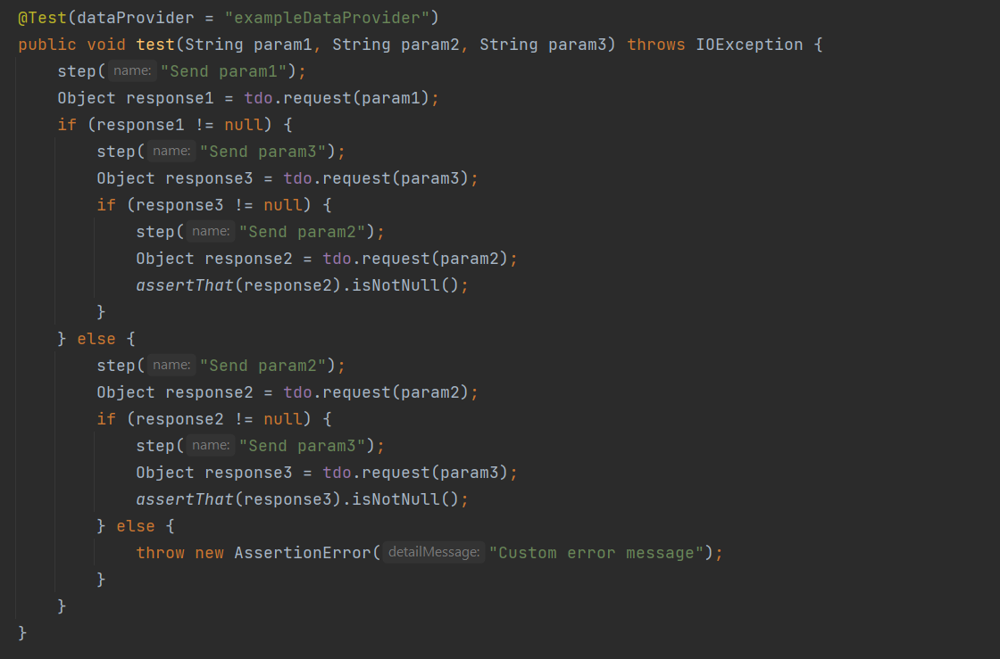 @Test(dataProvider = "exampleDataProvider")
public void test(String param1, String param2, String param3) throws IOException {
    step( name: "Send param1");
    Object response1 = tdo.request(param1);
    if (response1 != null) {
        step( name: "Send param3");
        Object response3 = tdo.request(param3);
        if (response3 != null) {
            step( name: "Send param2");
            Object response2 = tdo.request(param2);
            assertThat(response2).isNotNull();
        }
    } else {
        step( name: "Send param2");
        Object response2 = tdo.request(param2);
        if (response2 != null) {
            step( name: "Send param3");
            Object response3 = tdo.request(param3);
            assertThat(response3).isNotNull();
        } else {
            throw new AssertionError( detailMessage: "Custom error message");
        }
    }
}